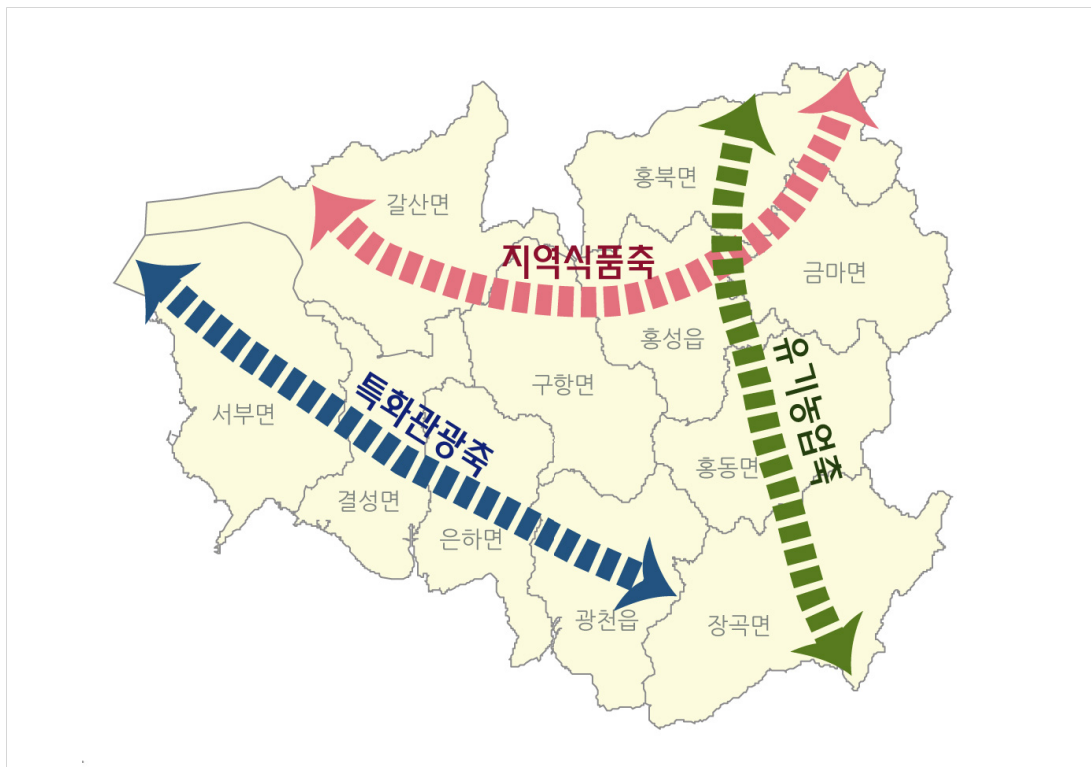 홍북면
갈산면
지역식품축
금마면
홍성읍
유기농업축
구항면
특화관광축
서부면
홍동면
결성면
은하면
광천읍
장곡면